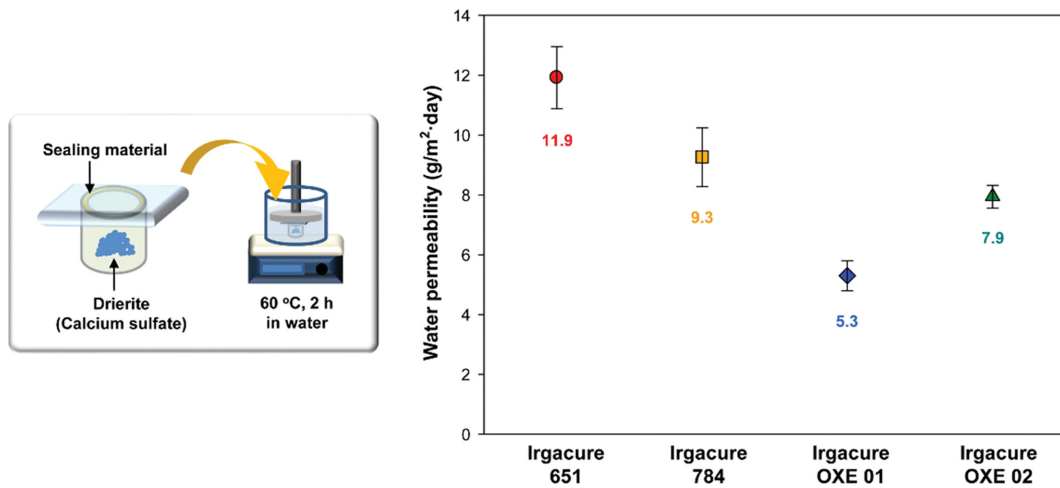 Sealing material
Drierite
(Calcium sulfate)
60 °C, 2 h
in water
Water permeability (g/m²·day)
14
12
10
8
6
4
2
0
11.9
9.3
5.3
7.9
Irgacure
651
Irgacure
784
Irgacure
OXE 01
Irgacure
OXE 02